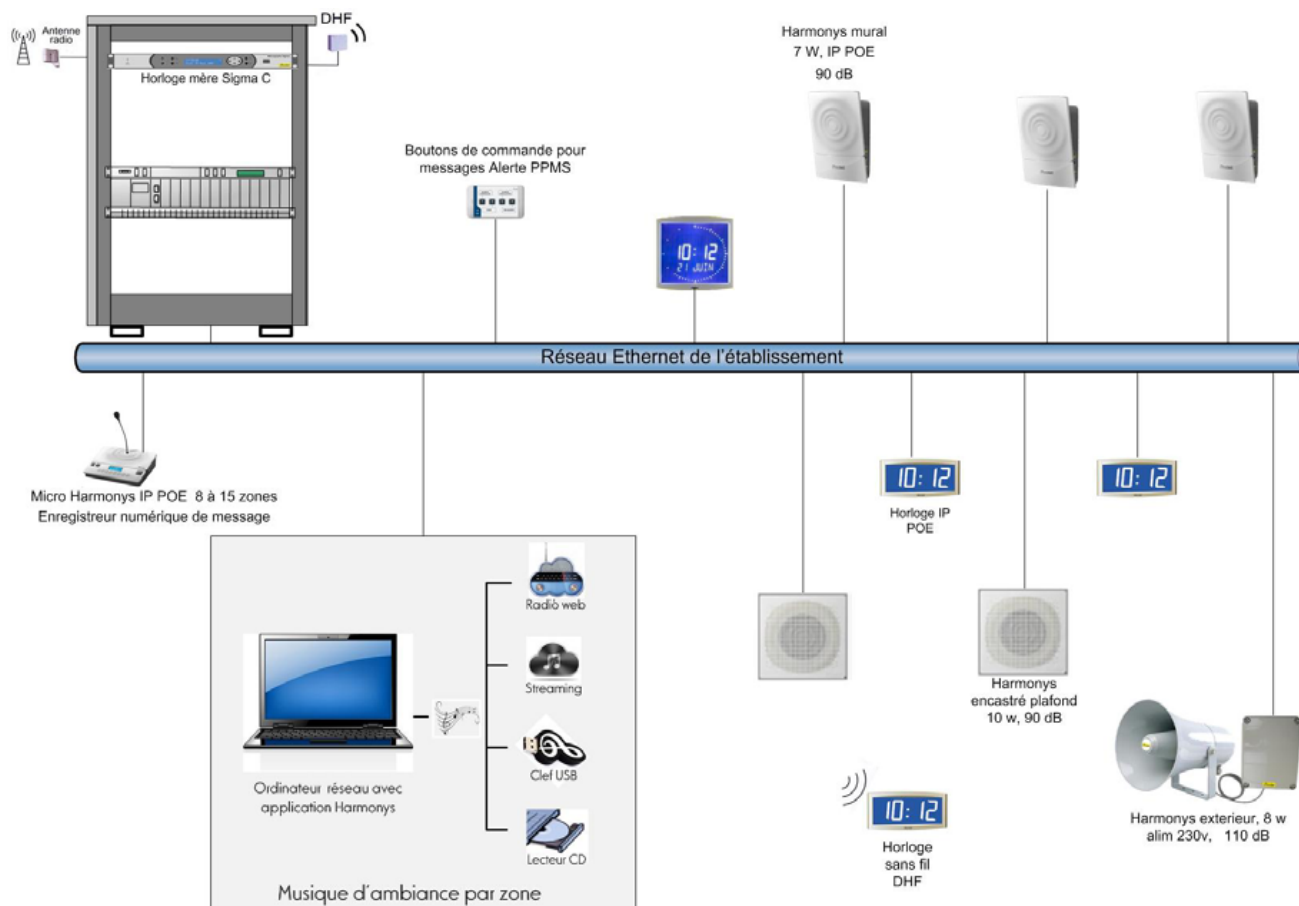 DHF
Antenne
radio
Horloge mère Sigma C
Harmonys mural
7 W, IP POE
90 dB
Boutons de commande pour
messages Alerte PPMS
10:12
21 JUIN
Réseau Ethernet de l'établissement
Micro Harmonys IP POE 8 à 15 zones
Enregistreur numérique de message
10:12
Horloge IP
POE
10:12
Radio web
Streaming
Clef USB
Lecteur CD
Ordinateur réseau avec
application Harmonys
Musique d'ambiance par zone
Harmonys
encastré plafond
10 w, 90 dB
10:12
Horloge
sans fil
DHF
Harmonys exterieur, 8 w
alim 230v, 110 dB